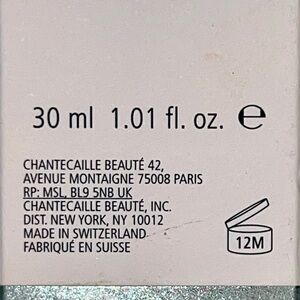 30 ml 1.01 fl. oz. ℮
CHANTECAILLE BEAUTÉ 42,
AVENUE MONTAIGNE 75008 PARIS
RP: MSL, BL9 5NB UK
CHANTECAILLE BEAUTÉ, INC.
DIST. NEW YORK, NY 10012
MADE IN SWITZERLAND
FABRIQUÉ EN SUISSE
12M